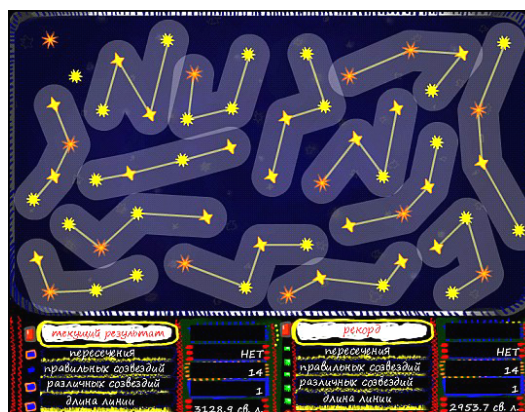 текущий результат
пересечения НЕТ
правильных созвездий 14
различных созвездий 1
длина линии 3128.9 св. л.
рекорд
пересечения НЕТ
правильных созвездий 14
различных созвездий 1
длина линии 2953.7 св. л.